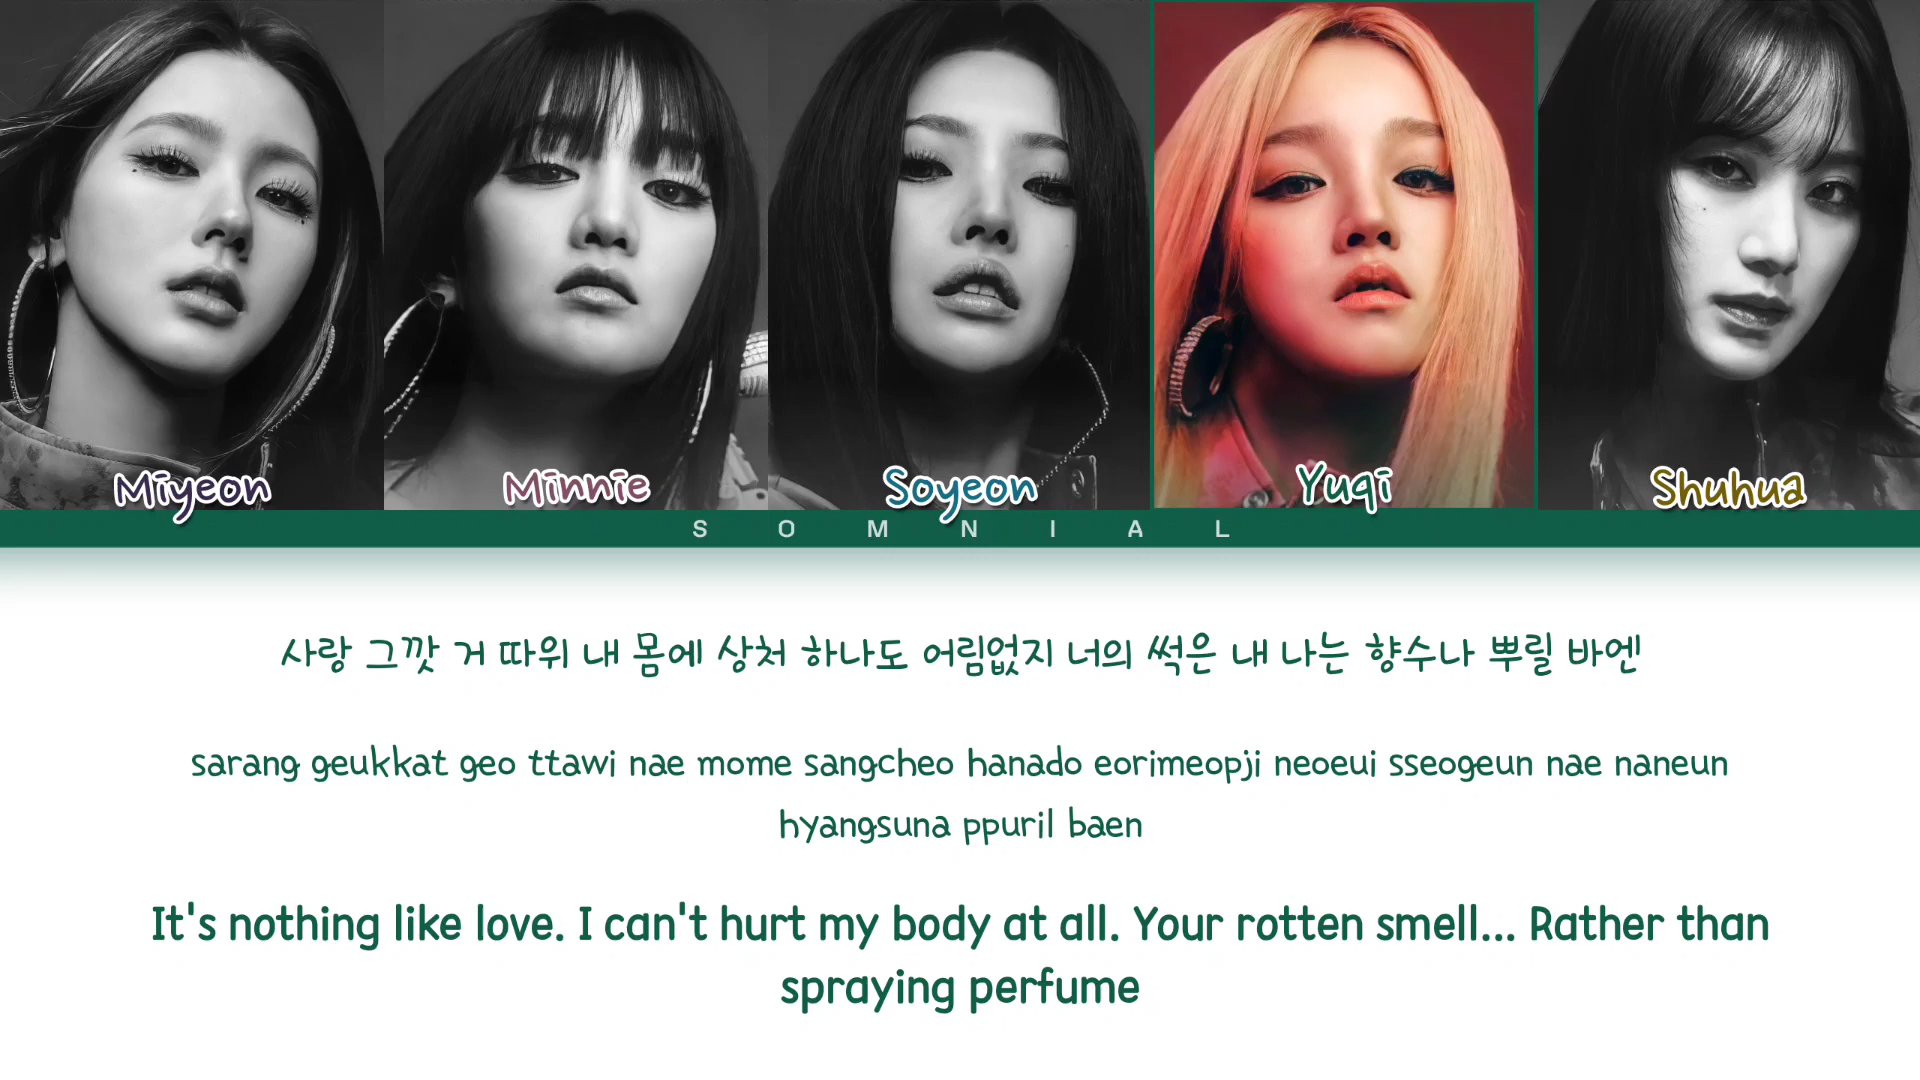 Miyeon
Minnie
Soyeon
Yuqi
Shuhua
SOMNIAL
사랑 그깟 거 따위 내 몸에 상처 하나도 어림없지 너의 썩은 내 나는 향수나 뿌릴 바엔
sarang geukkat geo ttawi nae mome sangcheo hanado eorimeopji neoeui sseogeun nae naneun
hyangsuna ppuril baen
It's nothing like love. I can't hurt my body at all. Your rotten smell... Rather than
spraying perfume